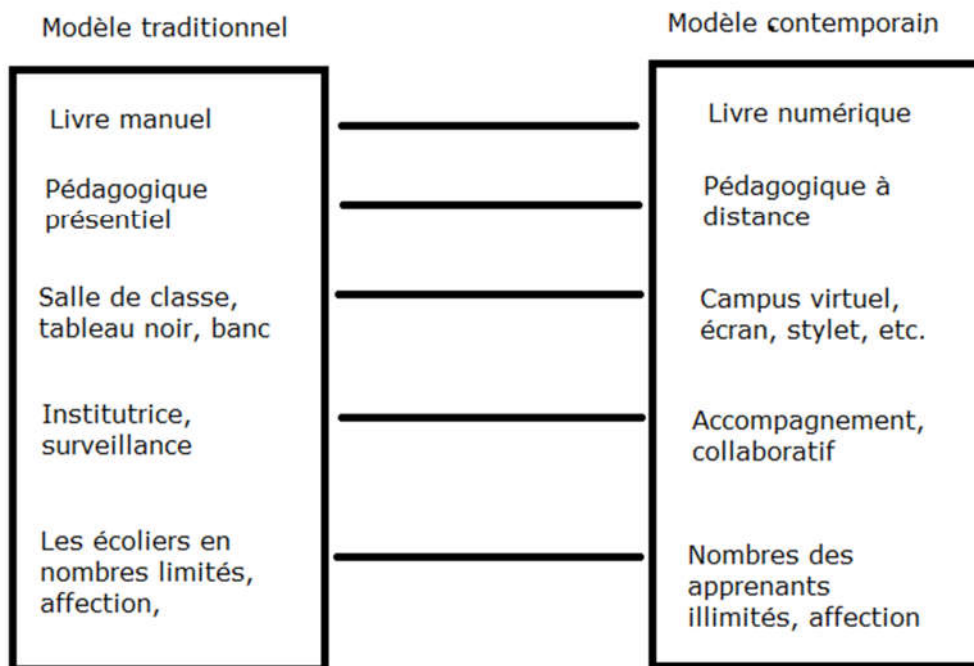 Modèle traditionnel
Modèle contemporain
Livre manuel
Livre numérique
Pédagogique
présentiel
Pédagogique à
distance
Salle de classe,
tableau noir, banc
Campus virtuel,
écran, stylet, etc.
Institutrice,
surveillance
Accompagnement,
collaboratif
Les écoliers en
nombres limités,
affection,
Nombres des
apprenants
illimités, affection